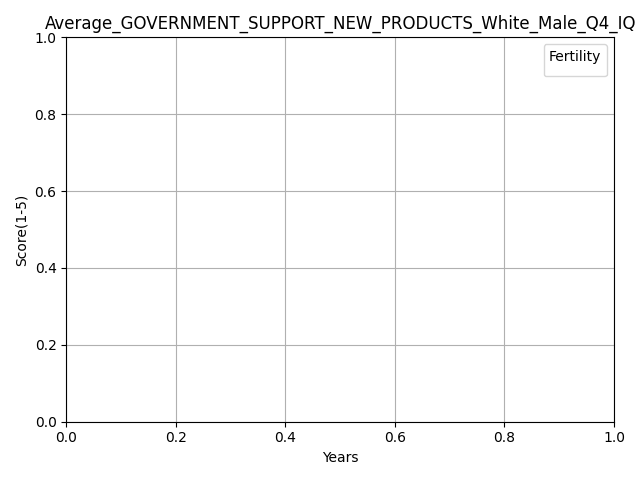 Average_GOVERNMENT_SUPPORT_NEW_PRODUCTS_White_Male_Q4_IQ
Fertility
1.0
0.8
0.6
0.4
0.2
0.0
Score(1-5)
0.0 0.2 0.4 0.6 0.8 1.0
Years